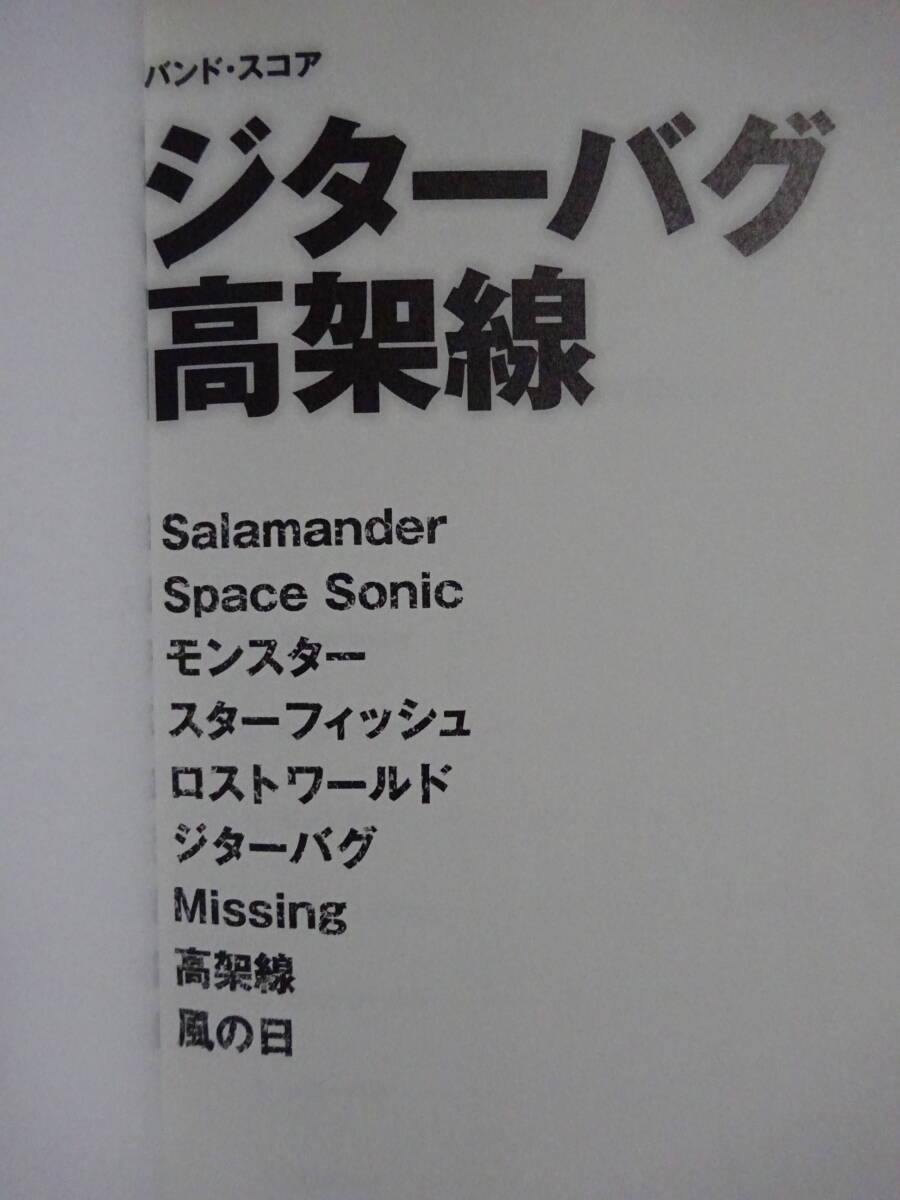 バンド・スコア
ジターバグ
高架線
Salamander
Space Sonic
モンスター
スターフィッシュ
ロストワールド
ジターバグ
Missing
高架線
風の日